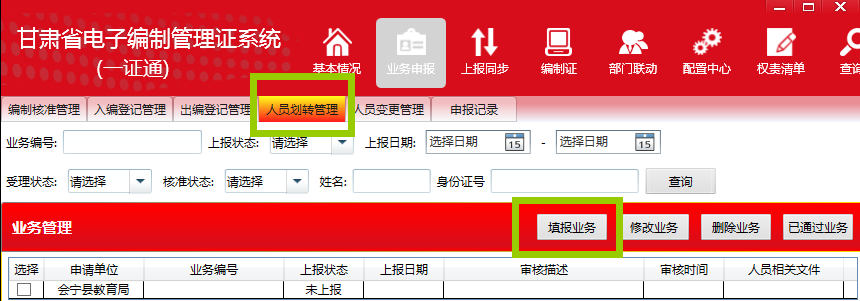 甘肃省电子编制管理证系统
(一证通)
基本情况 业务申报 上报同步 编制证 部门联动 配置中心 权责清单 查询
编制核准管理 入编登记管理 出编登记管理 人员划转管理 人员变更管理 申报记录
业务编号: 上报状态: 请选择 上报日期: 选择日期 15 - 选择日期 15
受理状态: 请选择 核准状态: 请选择 姓名: 身份证号 查询
业务管理 填报业务 修改业务 删除业务 已通过业务
选择 申请单位 业务编号 上报状态 上报日期 审核描述 审核时间 人员相关文件
会宁县教育局 未上报